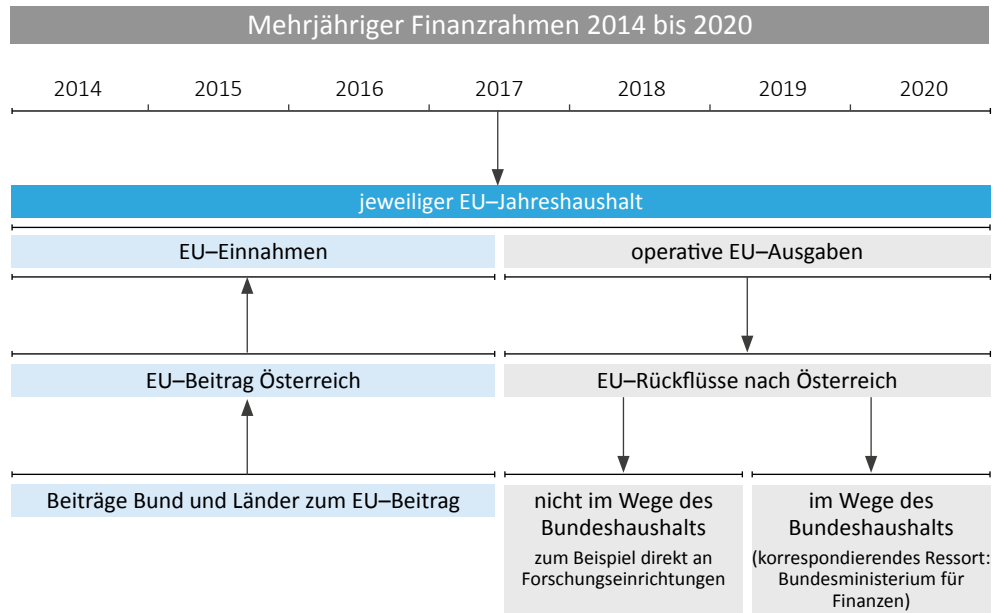 Mehrjähriger Finanzrahmen 2014 bis 2020
2014 2015 2016 2017 2018 2019 2020
jeweiliger EU–Jahreshaushalt
EU–Einnahmen
operative EU–Ausgaben
EU–Beitrag Österreich
EU–Rückflüsse nach Österreich
Beiträge Bund und Länder zum EU–Beitrag
nicht im Wege des
Bundeshaushalts
zum Beispiel direkt an
Forschungseinrichtungen
im Wege des
Bundeshaushalts
(korrespondierendes Ressort:
Bundesministerium für
Finanzen)